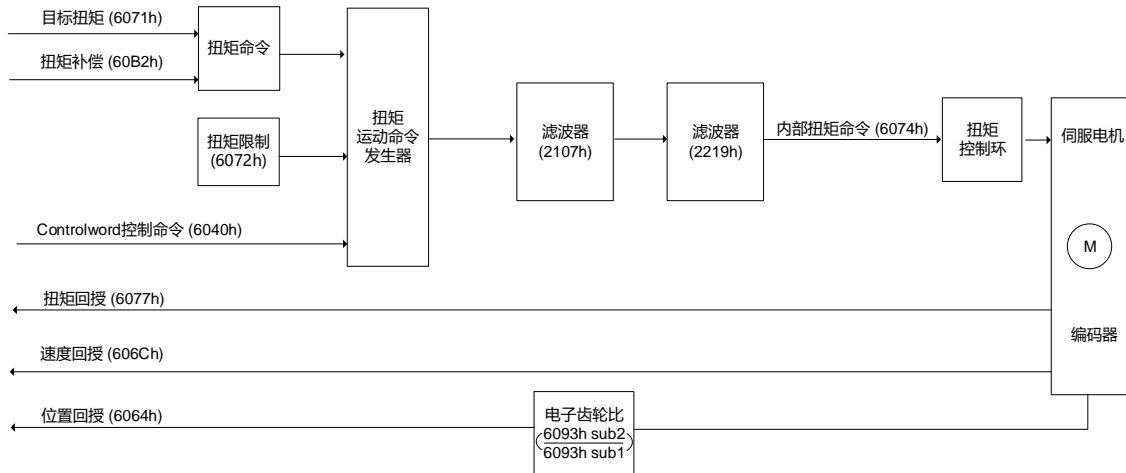 目标扭矩 (6071h)
扭矩补偿 (60B2h)
扭矩命令
扭矩限制
(6072h)
Controlword控制命令 (6040h)
扭矩
运动命令
发生器
滤波器
(2107h)
滤波器
(2219h)
内部扭矩命令 (6074h)
扭矩
控制环
伺服电机
M
编码器
扭矩回授 (6077h)
速度回授 (606Ch)
位置回授 (6064h)
电子齿轮比
(6093h sub2
6093h sub1)